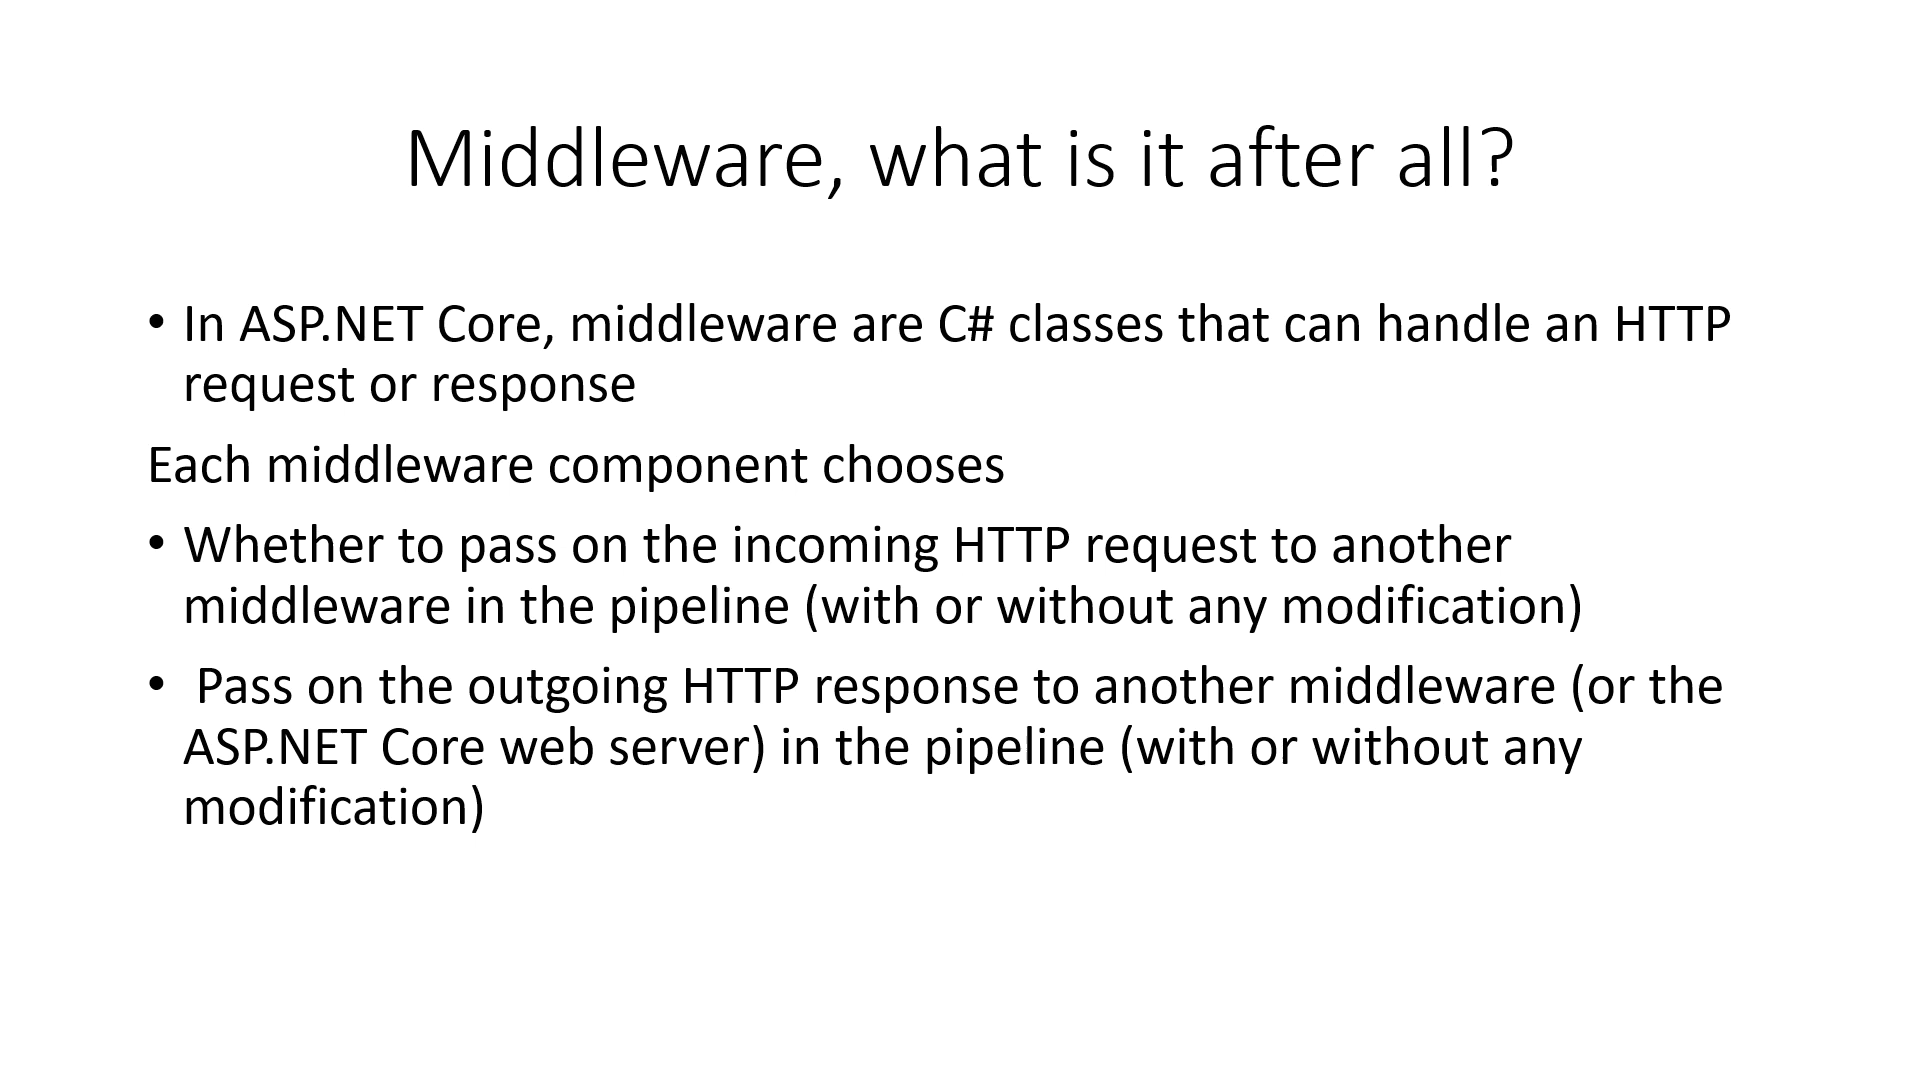 Middleware, what is it after all?
• In ASP.NET Core, middleware are C# classes that can handle an HTTP
request or response
Each middleware component chooses
• Whether to pass on the incoming HTTP request to another
middleware in the pipeline (with or without any modification)
• Pass on the outgoing HTTP response to another middleware (or the
ASP.NET Core web server) in the pipeline (with or without any
modification)